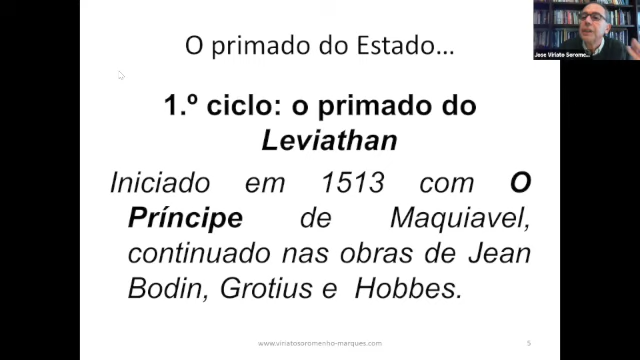 O primado do Estado...
Jose Viriato Sorome...
1.º ciclo: o primado do
Leviathan
Iniciado em 1513 com O
Príncipe de Maquiavel,
continuado nas obras de Jean
Bodin, Grotius e Hobbes.
www.viriatosoromenho-marques.com
5